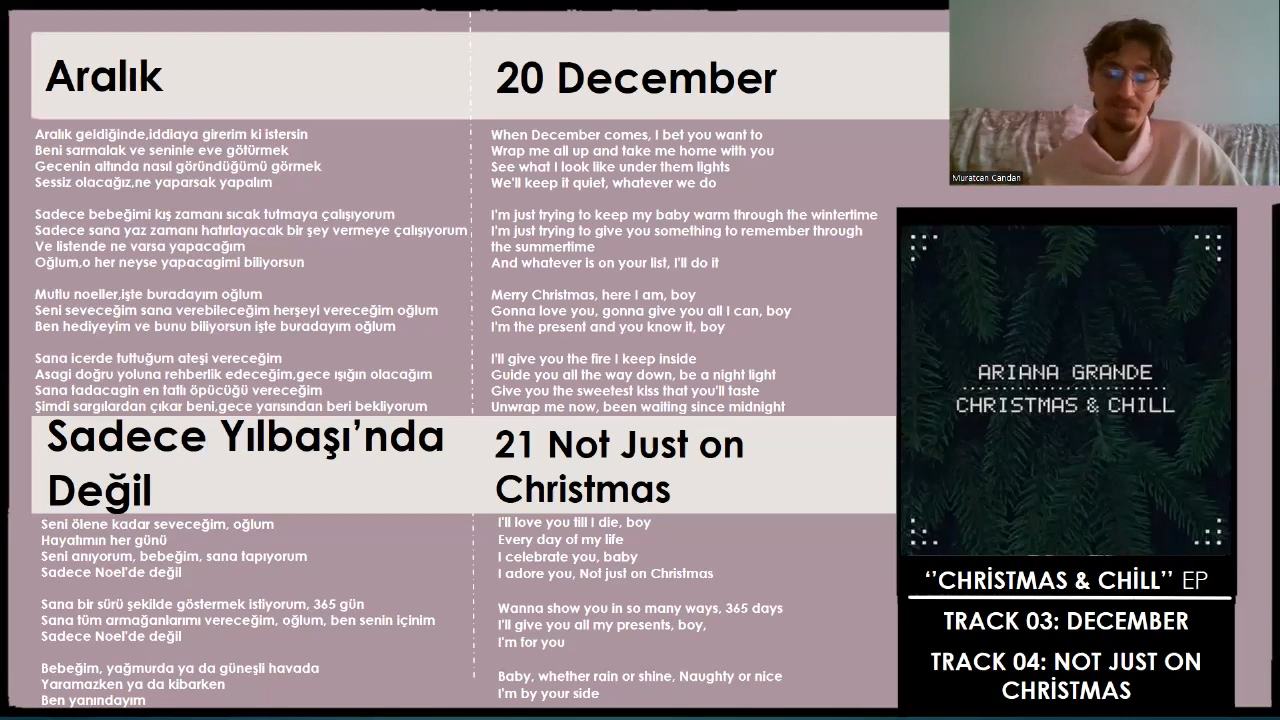 Aralık
Aralık geldiğinde,iddiaya girerim ki istersin
Beni sarmalak ve seninle eve götürmek
Gecenin altında nasıl göründüğümü görmek
Sessiz olacağız,ne yaparsak yapalım
Sadece bebeğimi kış zamanı sıcak tutmaya çalışıyorum
Sadece sana yaz zamanı hatırlayacak bir şey vermeye çalışıyorum
Ve listende ne varsa yapacağım
Oğlum,o her neyse yapacagimi biliyorsun
Mutlu noeller,işte buradayım oğlum
Seni seveceğim sana verebileceğim herşeyi vereceğim oğlum
Ben hediyeyim ve bunu biliyorsun işte buradayım oğlum
Sana icerde tuttuğum ateşi vereceğim
Asagi doğru yoluna rehberlik edeceğim,gece ışığın olacağım
Sana tadacagin en tatlı öpücüğü vereceğim
Şimdi sargılardan çıkar beni,gece yarısından beri bekliyorum
20 December
When December comes, I bet you want to
Wrap me all up and take me home with you
See what I look like under them lights
We'll keep it quiet, whatever we do
I'm just trying to keep my baby warm through the wintertime
I'm just trying to give you something to remember through
the summertime
And whatever is on your list, I'll do it
Merry Christmas, here I am, boy
Gonna love you, gonna give you all I can, boy
I'm the present and you know it, boy
I'll give you the fire I keep inside
Guide you all the way down, be a night light
Give you the sweetest kiss that you'll taste
Unwrap me now, been waiting since midnight
Sadece Yılbaşı’nda
Değil
Seni ölene kadar seveceğim, oğlum
Hayatımın her günü
Seni anıyorum, bebeğim, sana tapıyorum
Sadece Noel'de değil
Sana bir sürü şekilde göstermek istiyorum, 365 gün
Sana tüm armağanlarımı vereceğim, oğlum, ben senin içinim
Sadece Noel'de değil
Bebeğim, yağmurda ya da güneşli havada
Yaramazken ya da kibarken
Ben yanındayım
21 Not Just on
Christmas
I'll love you till I die, boy
Every day of my life
I celebrate you, baby
I adore you, Not just on Christmas
Wanna show you in so many ways, 365 days
I'll give you all my presents, boy,
I'm for you
Baby, whether rain or shine, Naughty or nice
I'm by your side
Muratcan Candan
ARIANA GRANDE
CHRISTMAS & CHILL
‘’CHRİSTMAS & CHİLL’’ EP
TRACK 03: DECEMBER
TRACK 04: NOT JUST ON
CHRİSTMAS